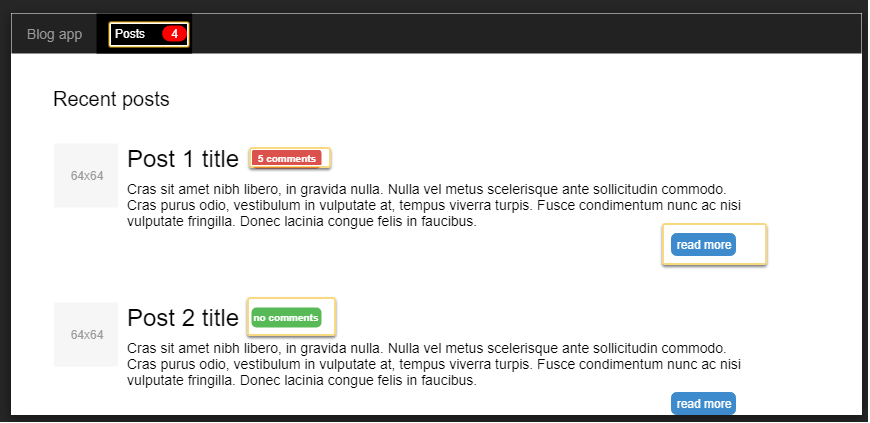 Blog app Posts 4
Recent posts
64x64
Post 1 title 5 comments
Cras sit amet nibh libero, in gravida nulla. Nulla vel metus scelerisque ante sollicitudin commodo.
Cras purus odio, vestibulum in vulputate at, tempus viverra turpis. Fusce condimentum nunc ac nisi
vulputate fringilla. Donec lacinia congue felis in faucibus.
read more
64x64
Post 2 title no comments
Cras sit amet nibh libero, in gravida nulla. Nulla vel metus scelerisque ante sollicitudin commodo.
Cras purus odio, vestibulum in vulputate at, tempus viverra turpis. Fusce condimentum nunc ac nisi
vulputate fringilla. Donec lacinia congue felis in faucibus.
read more